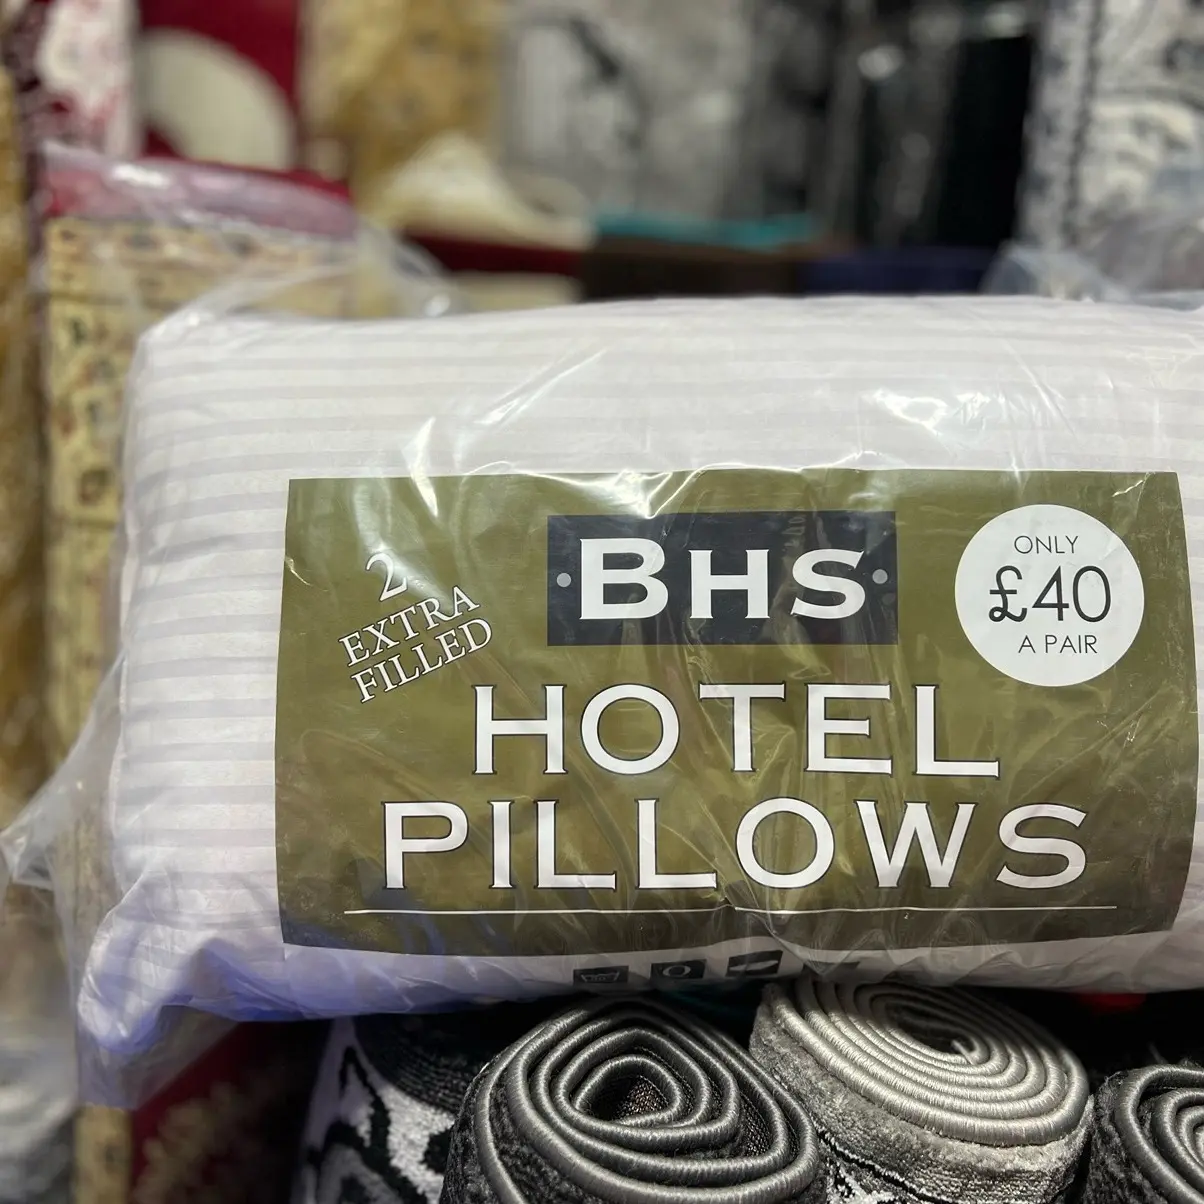 2
EXTRA
FILLED
·BHS·
ONLY
£40
A PAIR
HOTEL
PILLOWS